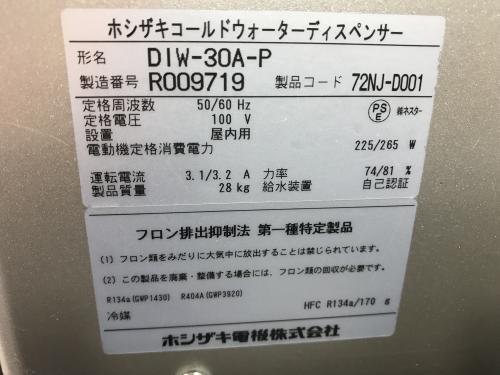 ホシザキコールドウォーターディスペンサー
形名 DIW-30A-P
製造番号 R009719 製品コード 72NJ-D001
定格周波数 50/60 Hz
定格電圧 100 V
設置 屋内用
PSE ㈱ネスター
電動機定格消費電力 225/265 W
運転電流 3.1/3.2 A 力率 74/81 %
製品質量 28 kg 給水装置 自己認証
フロン排出抑制法 第一種特定製品
(1) フロン類をみだりに大気中に放出することは禁じられています。
(2) この製品を廃棄・整備する場合には、フロン類の回収が必要です。
R134a(GWP1430) R404A(GWP3920)
冷媒 HFC R134a/170 g
ホシザキ電機株式会社